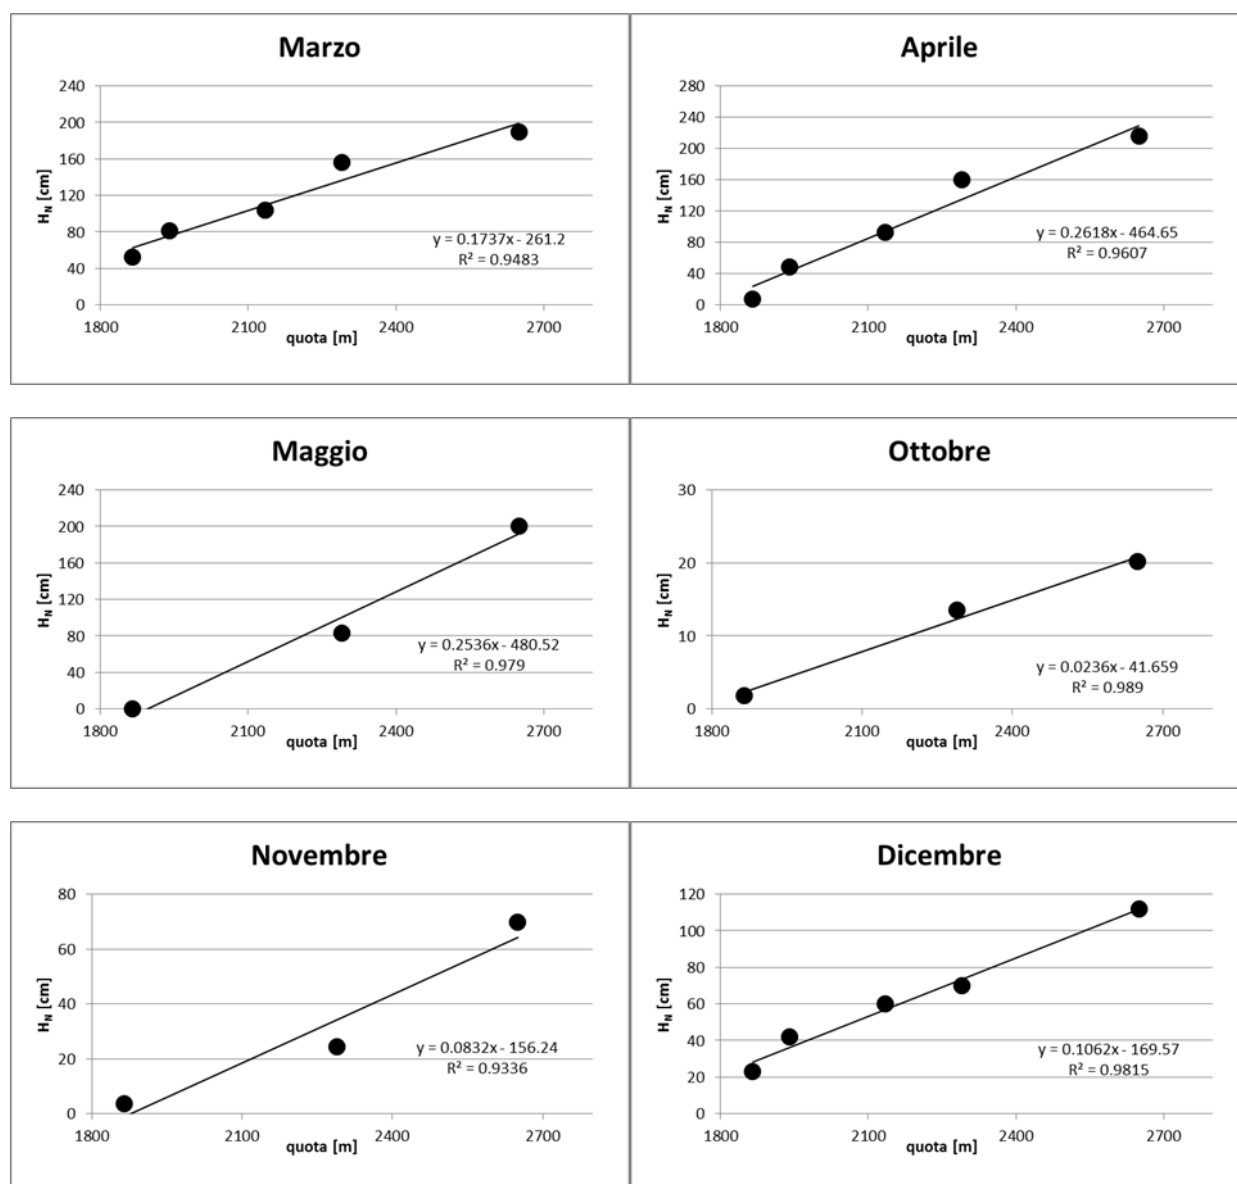 Marzo
240
200
160
120
80
40
0
H_N [cm]
y = 0.1737x - 261.2
R² = 0.9483
1800 2100 2400 2700
quota [m]
Aprile
280
240
200
160
120
80
40
0
H_N [cm]
y = 0.2618x - 464.65
R² = 0.9607
1800 2100 2400 2700
quota [m]
Maggio
240
200
160
120
80
40
0
H_N [cm]
y = 0.2536x - 480.52
R² = 0.979
1800 2100 2400 2700
quota [m]
Ottobre
30
20
10
0
H_N [cm]
y = 0.0236x - 41.659
R² = 0.989
1800 2100 2400 2700
quota [m]
Novembre
80
60
40
20
0
H_N [cm]
y = 0.0832x - 156.24
R² = 0.9336
1800 2100 2400 2700
quota [m]
Dicembre
120
100
80
60
40
20
0
H_N [cm]
y = 0.1062x - 169.57
R² = 0.9815
1800 2100 2400 2700
quota [m]